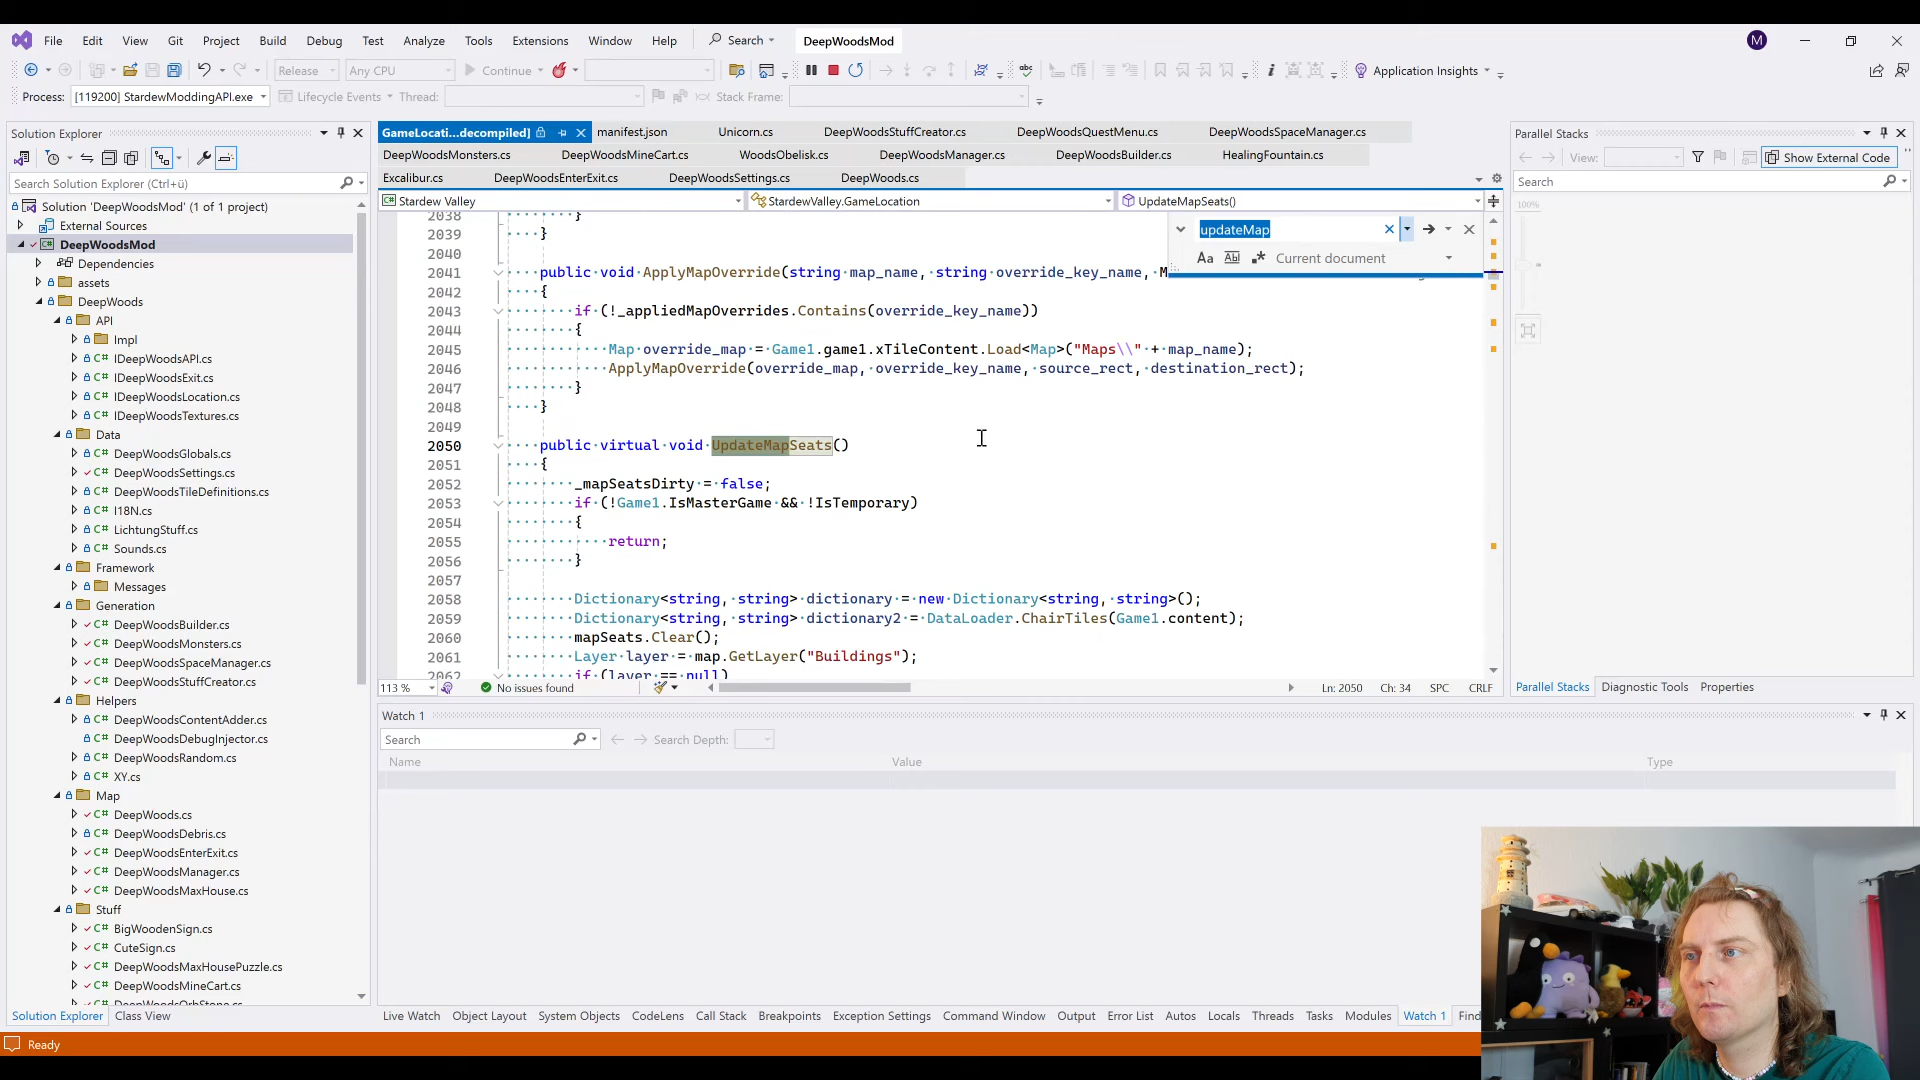 File Edit View Git Project Build Debug Test Analyze Tools Extensions Window Help Search DeepWoodsMod M
Release Any CPU Continue Application Insights
Process: [119200] StardewModdingAPI.exe Lifecycle Events Thread: Stack Frame:
Solution Explorer
Search Solution Explorer (Ctrl+ü)
Solution 'DeepWoodsMod' (1 of 1 project)
External Sources
DeepWoodsMod
Dependencies
assets
DeepWoods
API
Impl
IDeepWoodsAPI.cs
IDeepWoodsExit.cs
IDeepWoodsLocation.cs
IDeepWoodsTextures.cs
Data
DeepWoodsGlobals.cs
DeepWoodsSettings.cs
DeepWoodsTileDefinitions.cs
I18N.cs
LichtungStuff.cs
Sounds.cs
Framework
Messages
Generation
DeepWoodsBuilder.cs
DeepWoodsMonsters.cs
DeepWoodsSpaceManager.cs
DeepWoodsStuffCreator.cs
Helpers
DeepWoodsContentAdder.cs
DeepWoodsDebugInjector.cs
DeepWoodsRandom.cs
XY.cs
Map
DeepWoods.cs
DeepWoodsDebris.cs
DeepWoodsEnterExit.cs
DeepWoodsManager.cs
DeepWoodsMaxHouse.cs
Stuff
BigWoodenSign.cs
CuteSign.cs
DeepWoodsMaxHousePuzzle.cs
DeepWoodsMineCart.cs
DeepWoodsOrbStone.cs
Solution Explorer Class View
GameLocati...decompiled] manifest.json Unicorn.cs DeepWoodsStuffCreator.cs DeepWoodsQuestMenu.cs DeepWoodsSpaceManager.cs
DeepWoodsMonsters.cs DeepWoodsMineCart.cs WoodsObelisk.cs DeepWoodsManager.cs DeepWoodsBuilder.cs HealingFountain.cs
Excalibur.cs DeepWoodsEnterExit.cs DeepWoodsSettings.cs DeepWoods.cs
Stardew Valley StardewValley.GameLocation UpdateMapSeats()
updateMap
Aa Ab Current document
2038 }
2039 }
2040
2041 public void ApplyMapOverride(string map_name, string override_key_name, M
2042 {
2043 if (!_appliedMapOverrides.Contains(override_key_name))
2044 {
2045 Map override_map = Game1.game1.xTileContent.Load<Map>("Maps\\" + map_name);
2046 ApplyMapOverride(override_map, override_key_name, source_rect, destination_rect);
2047 }
2048 }
2049
2050 public virtual void UpdateMapSeats()
2051 {
2052 _mapSeatsDirty = false;
2053 if (!Game1.IsMasterGame && !IsTemporary)
2054 {
2055 return;
2056 }
2057
2058 Dictionary<string, string> dictionary = new Dictionary<string, string>();
2059 Dictionary<string, string> dictionary2 = DataLoader.ChairTiles(Game1.content);
2060 mapSeats.Clear();
2061 Layer layer = map.GetLayer("Buildings");
2062 if (layer == null)
113 % No issues found Ln: 2050 Ch: 34 SPC CRLF
Parallel Stacks
View: Show External Code
Search
100%
Parallel Stacks Diagnostic Tools Properties
Watch 1
Search Search Depth:
Name Value Type
Live Watch Object Layout System Objects CodeLens Call Stack Breakpoints Exception Settings Command Window Output Error List Autos Locals Threads Tasks Modules Watch 1 Find
Ready